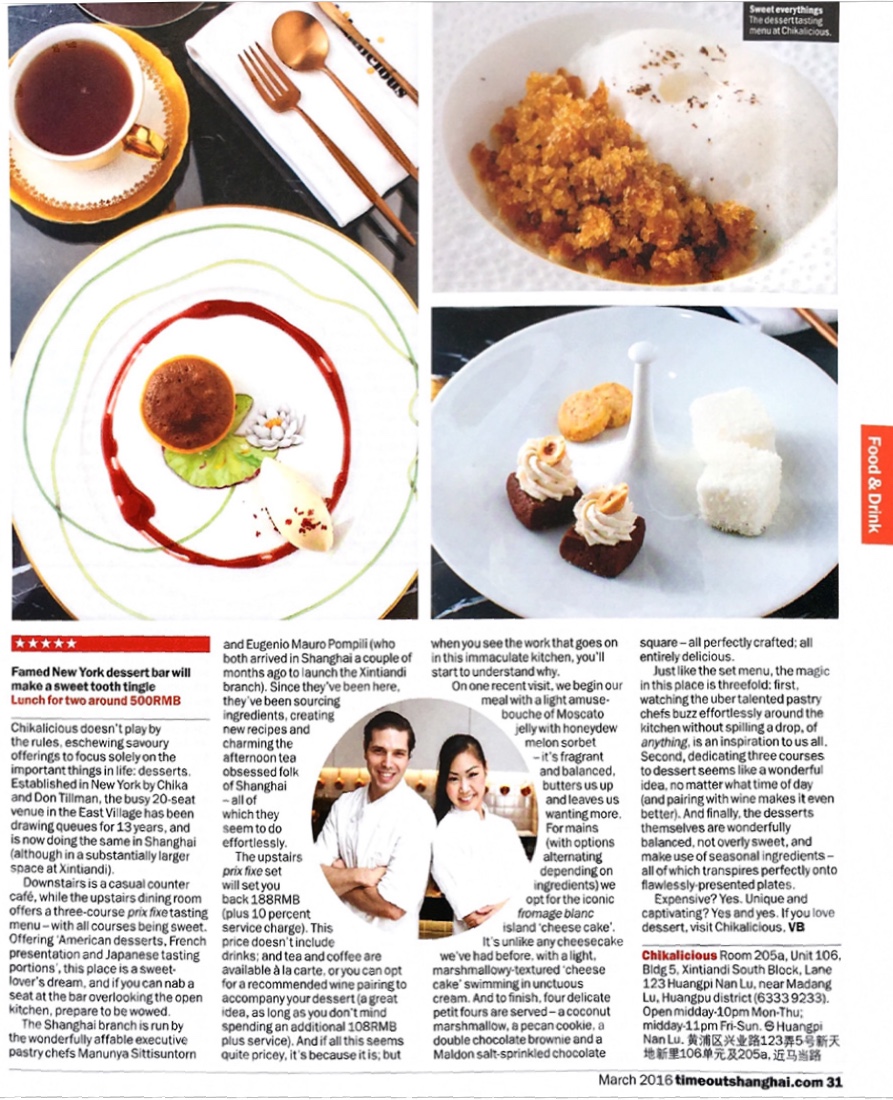 Sweet everythings
The dessert tasting
menu at Chikalicious.
Food & Drink
★★★★★
Famed New York dessert bar will
make a sweet tooth tingle
Lunch for two around 500RMB
Chikalicious doesn't play by
the rules, eschewing savoury
offerings to focus solely on the
important things in life: desserts.
Established in New York by Chika
and Don Tillman, the busy 20-seat
venue in the East Village has been
drawing queues for 13 years, and
is now doing the same in Shanghai
(although in a substantially larger
space at Xintiandi).
Downstairs is a casual counter
café, while the upstairs dining room
offers a three-course prix fixe tasting
menu – with all courses being sweet.
Offering 'American desserts, French
presentation and Japanese tasting
portions', this place is a sweet-
lover's dream, and if you can nab a
seat at the bar overlooking the open
kitchen, prepare to be wowed.
The Shanghai branch is run by
the wonderfully affable executive
pastry chefs Manunya Sittisuntorn
and Eugenio Mauro Pompili (who
both arrived in Shanghai a couple of
months ago to launch the Xintiandi
branch). Since they've been here,
they've been sourcing
ingredients, creating
new recipes and
charming the
afternoon tea
obsessed folk
of Shanghai
– all of
which they
seem to do
effortlessly.
The upstairs
prix fixe set
will set you
back 188RMB
(plus 10 percent
service charge). This
price doesn't include
drinks; and tea and coffee are
available à la carte, or you can opt
for a recommended wine pairing to
accompany your dessert (a great
idea, as long as you don't mind
spending an additional 108RMB
plus service). And if all this seems
quite pricey, it's because it is; but
when you see the work that goes on
in this immaculate kitchen, you'll
start to understand why.
On one recent visit, we begin our
meal with a light amuse-
bouche of Moscato
jelly with honeydew
melon sorbet
– it's fragrant
and balanced,
butters us up
and leaves us
wanting more.
For mains
(with options
alternating
depending on
ingredients) we
opt for the iconic
fromage blanc
island 'cheese cake'.
It's unlike any cheesecake
we've had before, with a light,
marshmallowy-textured 'cheese
cake' swimming in unctuous
cream. And to finish, four delicate
petit fours are served – a coconut
marshmallow, a pecan cookie, a
double chocolate brownie and a
Maldon salt-sprinkled chocolate
square – all perfectly crafted; all
entirely delicious.
Just like the set menu, the magic
in this place is threefold: first,
watching the uber talented pastry
chefs buzz effortlessly around the
kitchen without spilling a drop, of
anything, is an inspiration to us all.
Second, dedicating three courses
to dessert seems like a wonderful
idea, no matter what time of day
(and pairing with wine makes it even
better). And finally, the desserts
themselves are wonderfully
balanced, not overly sweet, and
make use of seasonal ingredients –
all of which transpires perfectly onto
flawlessly-presented plates.
Expensive? Yes. Unique and
captivating? Yes and yes. If you love
dessert, visit Chikalicious. VB
Chikalicious Room 205a, Unit 106,
Bldg 5, Xintiandi South Block, Lane
123 Huangpi Nan Lu, near Madang
Lu, Huangpu district (6333 9233).
Open midday-10pm Mon-Thu;
midday-11pm Fri-Sun. Huangpi
Nan Lu. 黄浦区兴业路123弄5号新天
地新里106单元及205a, 近马当路
March 2016 timeoutshanghai.com 31